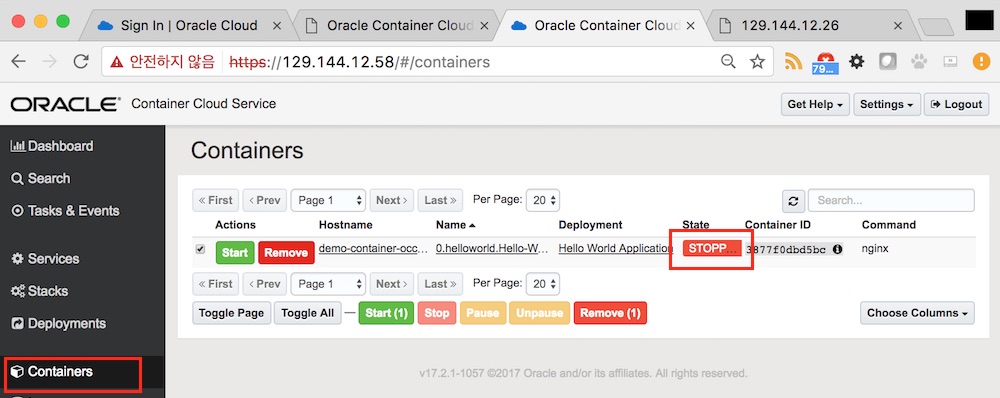 Sign In | Oracle Cloud
Oracle Container Cloud
Oracle Container Cloud
129.144.12.26
안전하지 않음 https://129.144.12.58/#/containers
79...
ORACLE® Container Cloud Service
Get Help
Settings
Logout
Dashboard
Search
Tasks & Events
Services
Stacks
Deployments
Containers
Containers
« First ‹ Prev Page 1 Next › Last » Per Page: 20 Search...
Actions Hostname Name Deployment State Container ID Command
Start Remove demo-container-occ... 0.helloworld.Hello-W... Hello World Application STOPP... 3877f0dbd5bc nginx
« First ‹ Prev Page 1 Next › Last » Per Page: 20
Toggle Page Toggle All — Start (1) Stop Pause Unpause Remove (1) Choose Columns
v17.2.1-1057 ©2017 Oracle and/or its affiliates. All rights reserved.